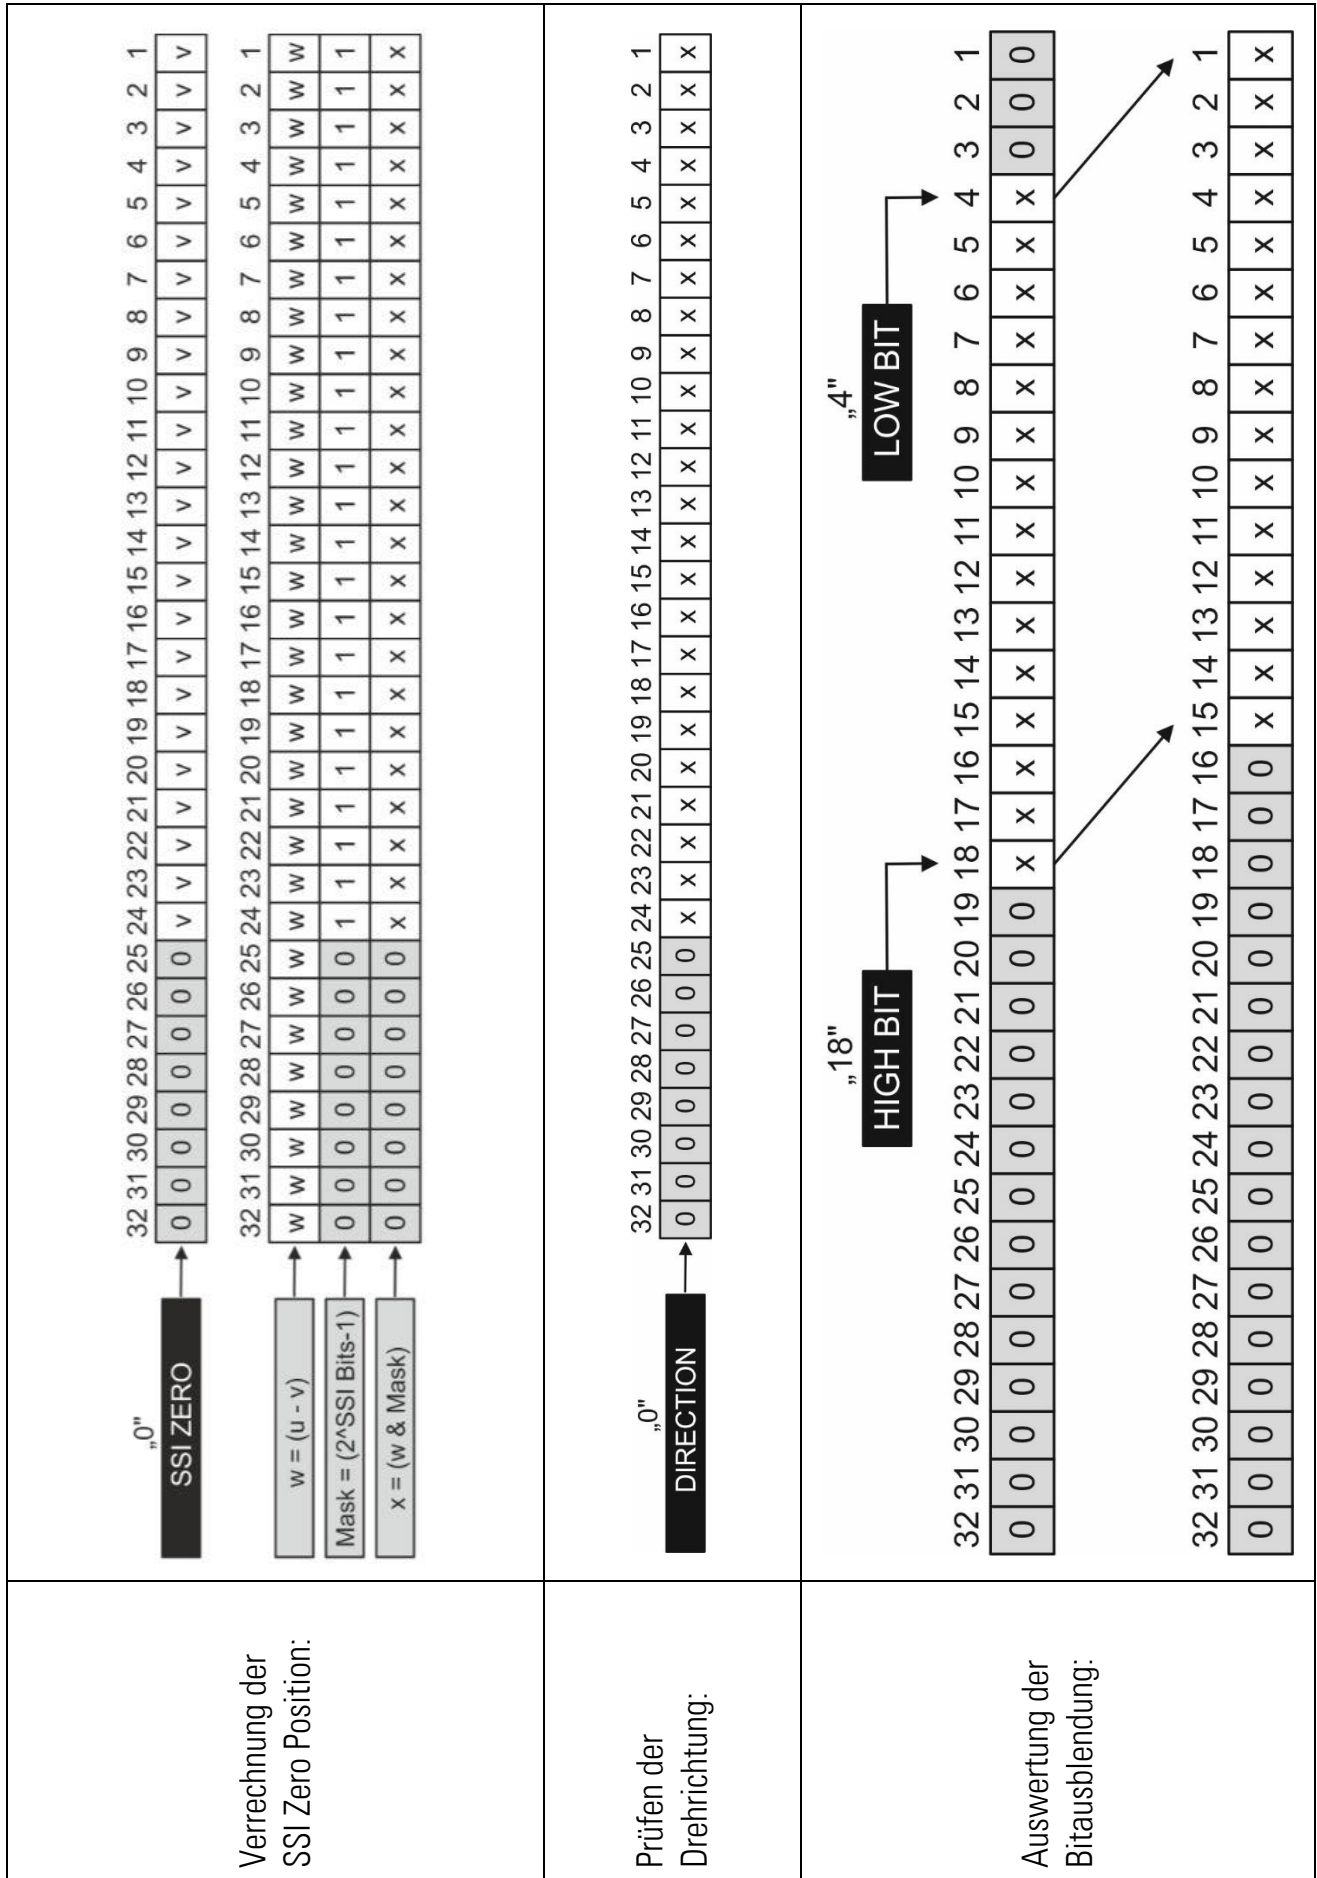 Verrechnung der
SSI Zero Position:
„0"
SSI ZERO
32 31 30 29 28 27 26 25 24 23 22 21 20 19 18 17 16 15 14 13 12 11 10 9 8 7 6 5 4 3 2 1
0 0 0 0 0 0 0 0 v v v v v v v v v v v v v v v v v v v v v v v v
32 31 30 29 28 27 26 25 24 23 22 21 20 19 18 17 16 15 14 13 12 11 10 9 8 7 6 5 4 3 2 1
w = (u - v) w w w w w w w w w w w w w w w w w w w w w w w w w w w w w w w w
Mask = (2^SSI Bits-1) 0 0 0 0 0 0 0 0 1 1 1 1 1 1 1 1 1 1 1 1 1 1 1 1 1 1 1 1 1 1 1 1
x = (w & Mask) 0 0 0 0 0 0 0 0 x x x x x x x x x x x x x x x x x x x x x x x x
Prüfen der
Drehrichtung:
„0"
DIRECTION
32 31 30 29 28 27 26 25 24 23 22 21 20 19 18 17 16 15 14 13 12 11 10 9 8 7 6 5 4 3 2 1
0 0 0 0 0 0 0 0 x x x x x x x x x x x x x x x x x x x x x x x x
Auswertung der
Bitausblendung:
„18" „4"
HIGH BIT LOW BIT
32 31 30 29 28 27 26 25 24 23 22 21 20 19 18 17 16 15 14 13 12 11 10 9 8 7 6 5 4 3 2 1
0 0 0 0 0 0 0 0 0 0 0 0 0 0 x x x x x x x x x x x x x x x 0 0 0
32 31 30 29 28 27 26 25 24 23 22 21 20 19 18 17 16 15 14 13 12 11 10 9 8 7 6 5 4 3 2 1
0 0 0 0 0 0 0 0 0 0 0 0 0 0 0 0 0 x x x x x x x x x x x x x x x